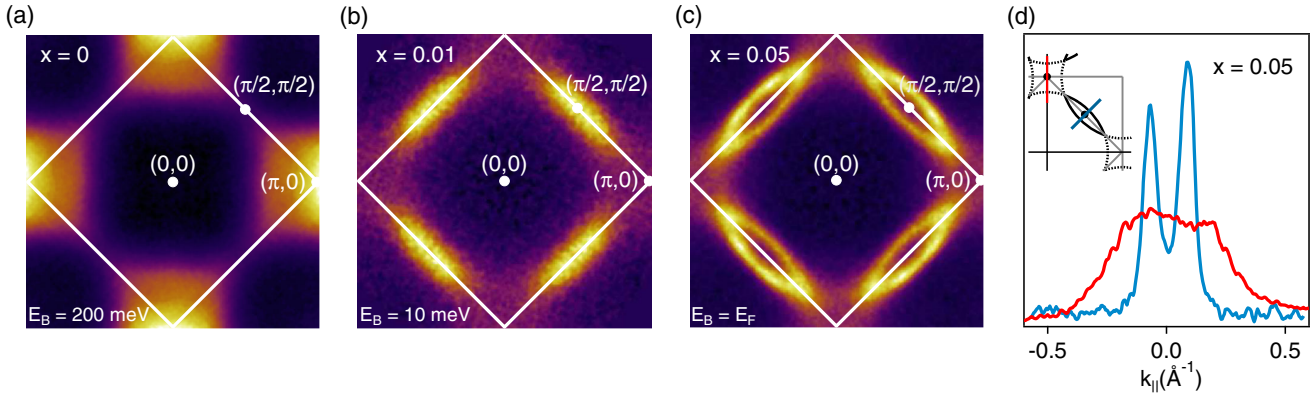 (a)
x = 0
(π/2,π/2)
(0,0)
(π,0)
E_B = 200 meV
(b)
x = 0.01
(π/2,π/2)
(0,0)
(π,0)
E_B = 10 meV
(c)
x = 0.05
(π/2,π/2)
(0,0)
(π,0)
E_B = E_F
(d)
x = 0.05
-0.5
0.0
0.5
k_||(Å⁻¹)